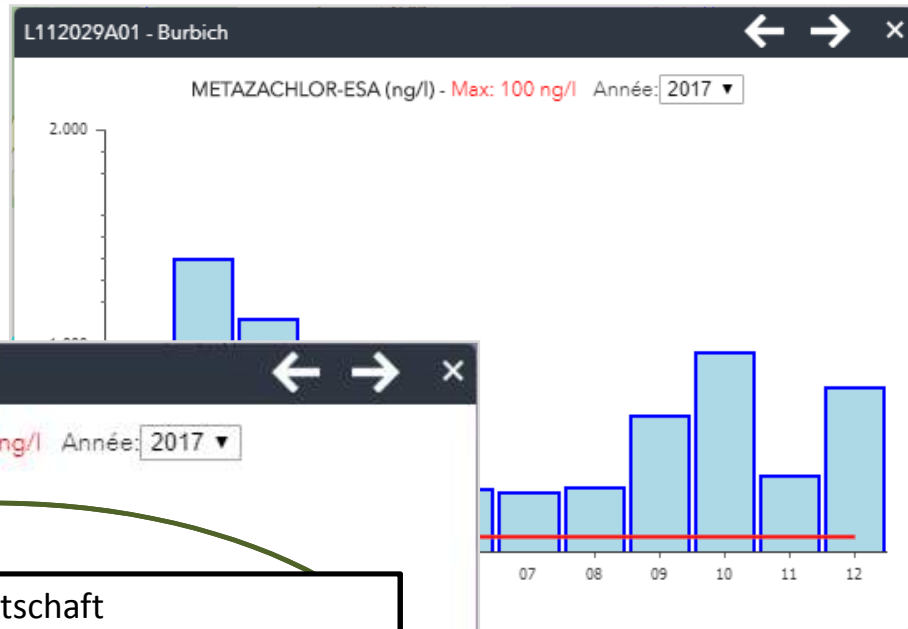 L112029A01 - Burbich
METAZACHLOR-ESA (ng/l) - Max: 100 ng/l Année: 2017
2.000
ng/l Année: 2017
07 08 09 10 11 12
tschaft